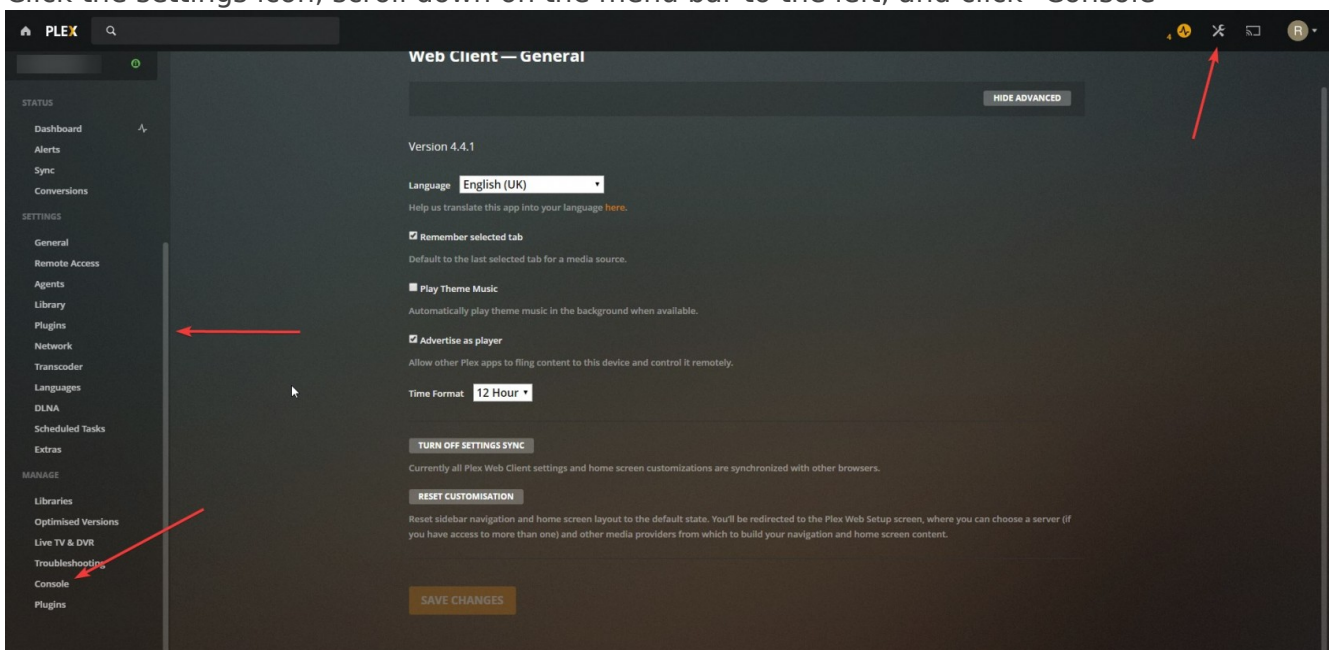 Click the settings icon, scroll down on the menu bar to the left, and click "Console"
PLEX
4
R
Web Client — General
HIDE ADVANCED
STATUS
Dashboard
Alerts
Sync
Conversions
SETTINGS
General
Remote Access
Agents
Library
Plugins
Network
Transcoder
Languages
DLNA
Scheduled Tasks
Extras
MANAGE
Libraries
Optimised Versions
Live TV & DVR
Troubleshooting
Console
Plugins
Version 4.4.1
Language English (UK)
Help us translate this app into your language here.
Remember selected tab
Default to the last selected tab for a media source.
Play Theme Music
Automatically play theme music in the background when available.
Advertise as player
Allow other Plex apps to fling content to this device and control it remotely.
Time Format 12 Hour
TURN OFF SETTINGS SYNC
Currently all Plex Web Client settings and home screen customizations are synchronized with other browsers.
RESET CUSTOMISATION
Reset sidebar navigation and home screen layout to the default state. You'll be redirected to the Plex Web Setup screen, where you can choose a server (if
you have access to more than one) and other media providers from which to build your navigation and home screen content.
SAVE CHANGES